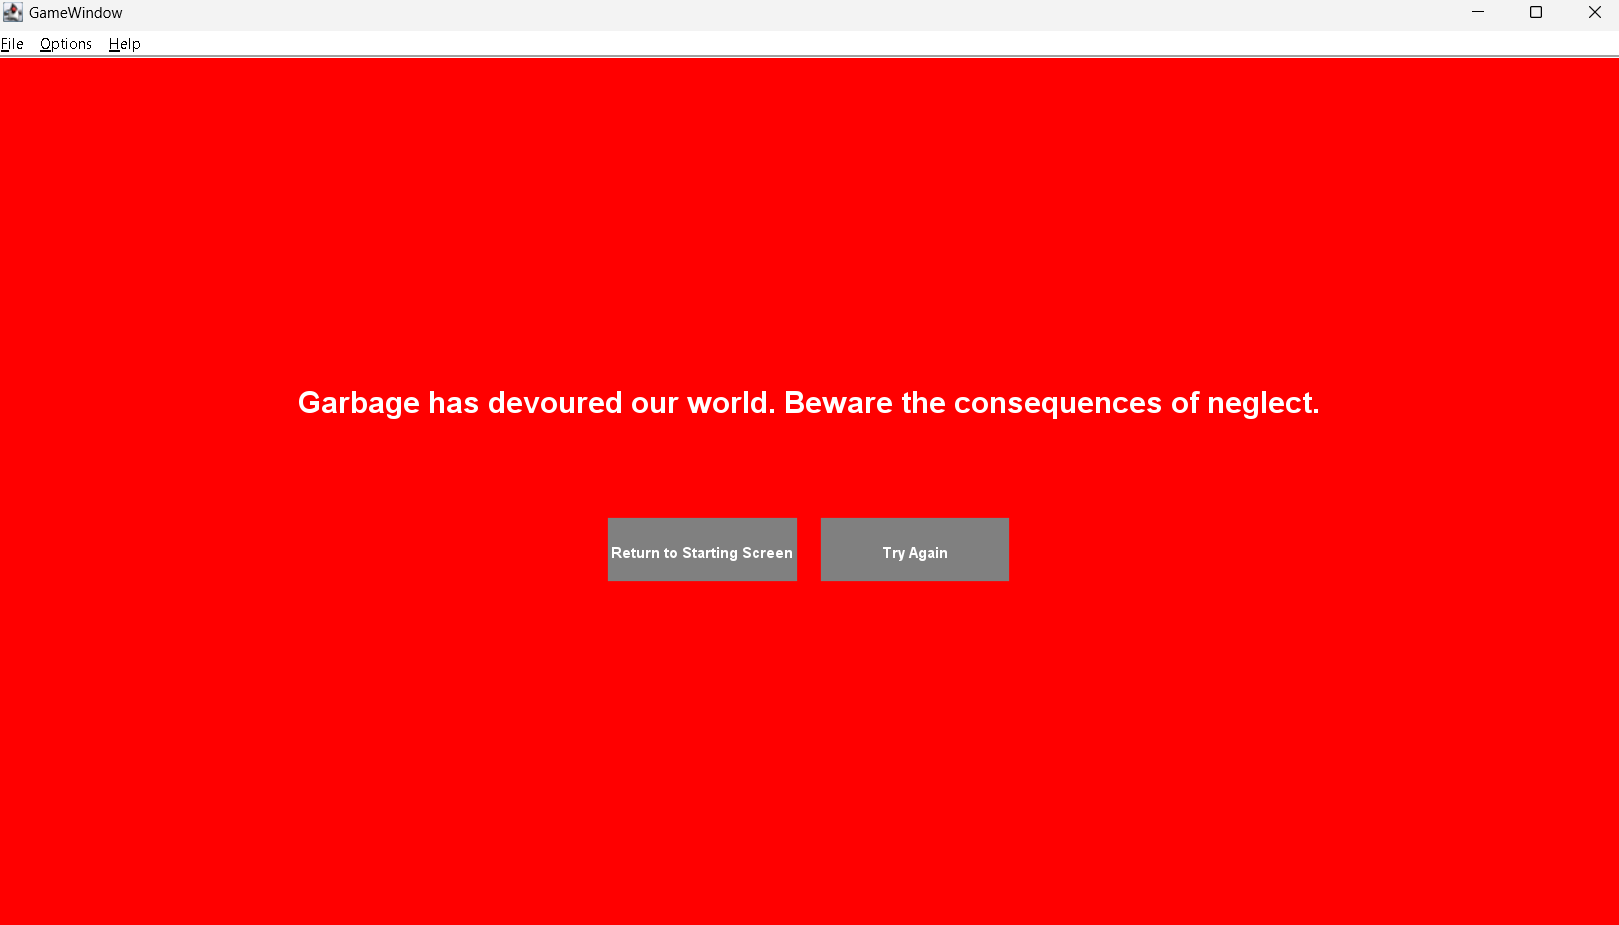 GameWindow
File Options Help
Garbage has devoured our world. Beware the consequences of neglect.
Return to Starting Screen Try Again